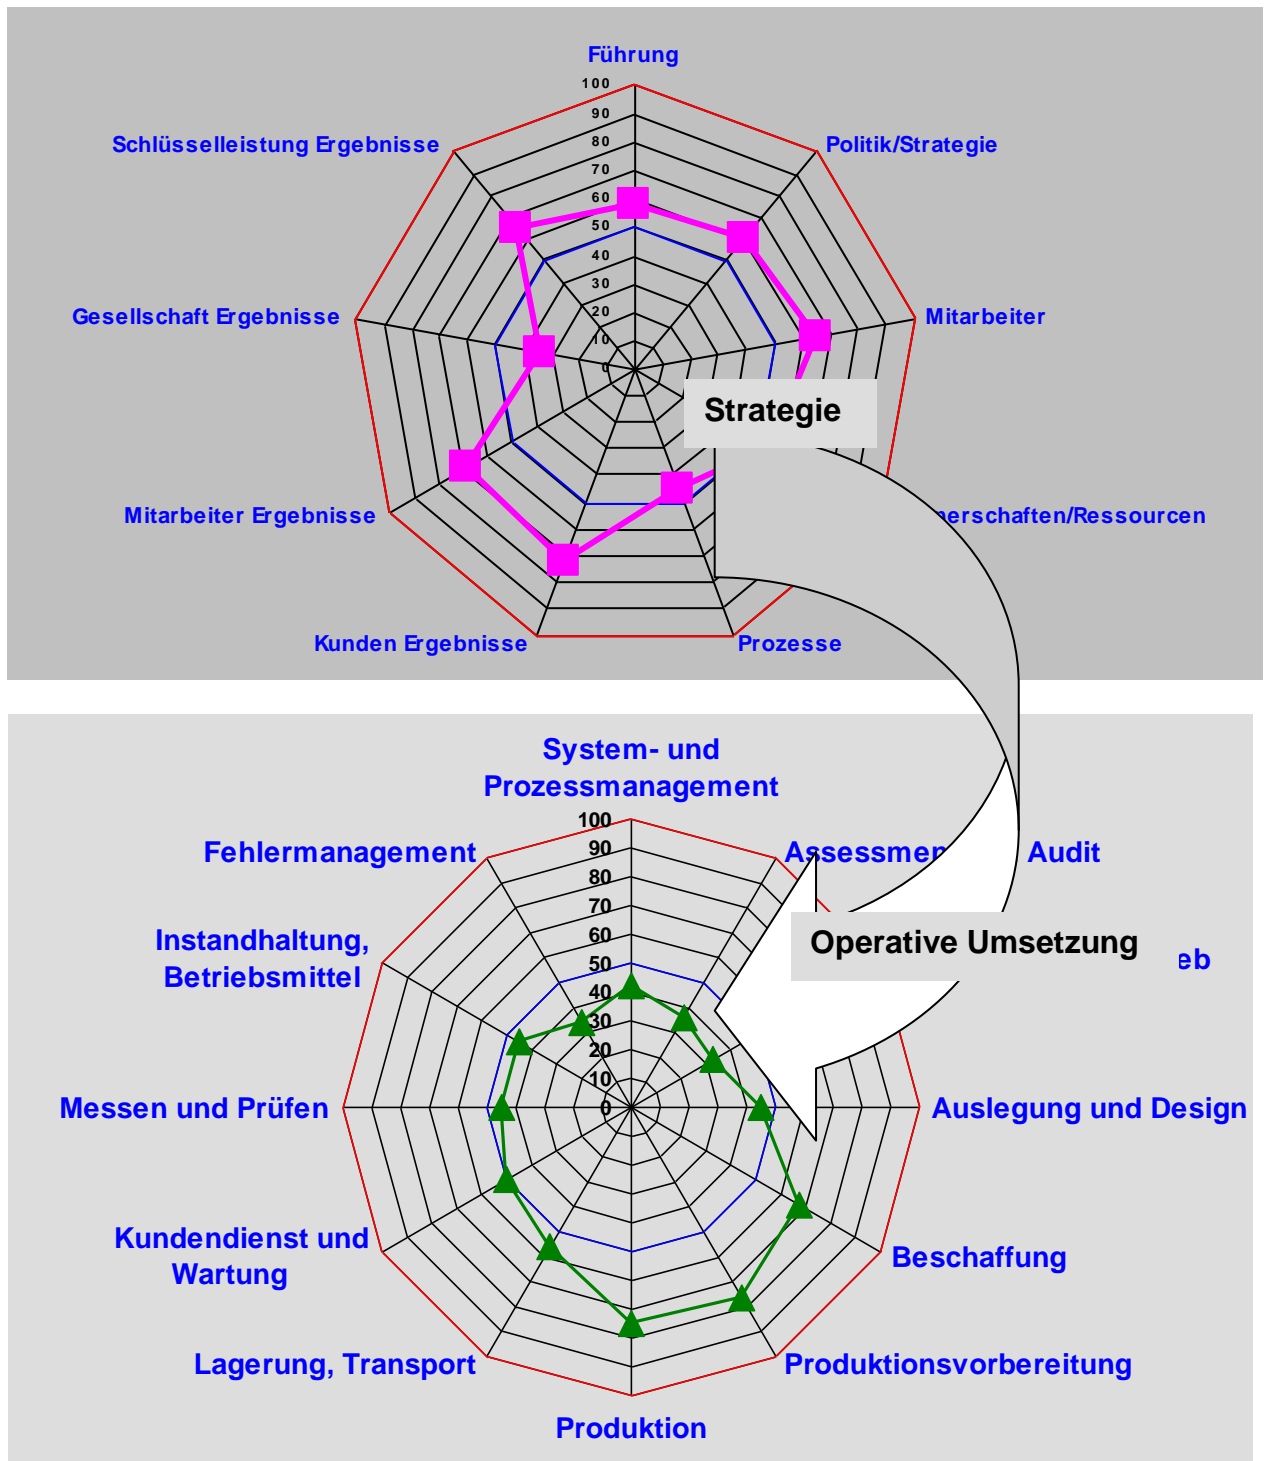 Führung
100
90
80
70
60
50
40
30
20
10
0
Schlüsselleistung Ergebnisse
Politik/Strategie
Gesellschaft Ergebnisse
Mitarbeiter
Strategie
Mitarbeiter Ergebnisse
nerschaften/Ressourcen
Kunden Ergebnisse
Prozesse
System- und
Prozessmanagement
100
90
80
70
60
50
40
30
20
10
0
Fehlermanagement
Assessmen Audit
Instandhaltung,
Betriebsmittel
Operative Umsetzung
eb
Messen und Prüfen
Auslegung und Design
Kundendienst und
Wartung
Beschaffung
Lagerung, Transport
Produktionsvorbereitung
Produktion